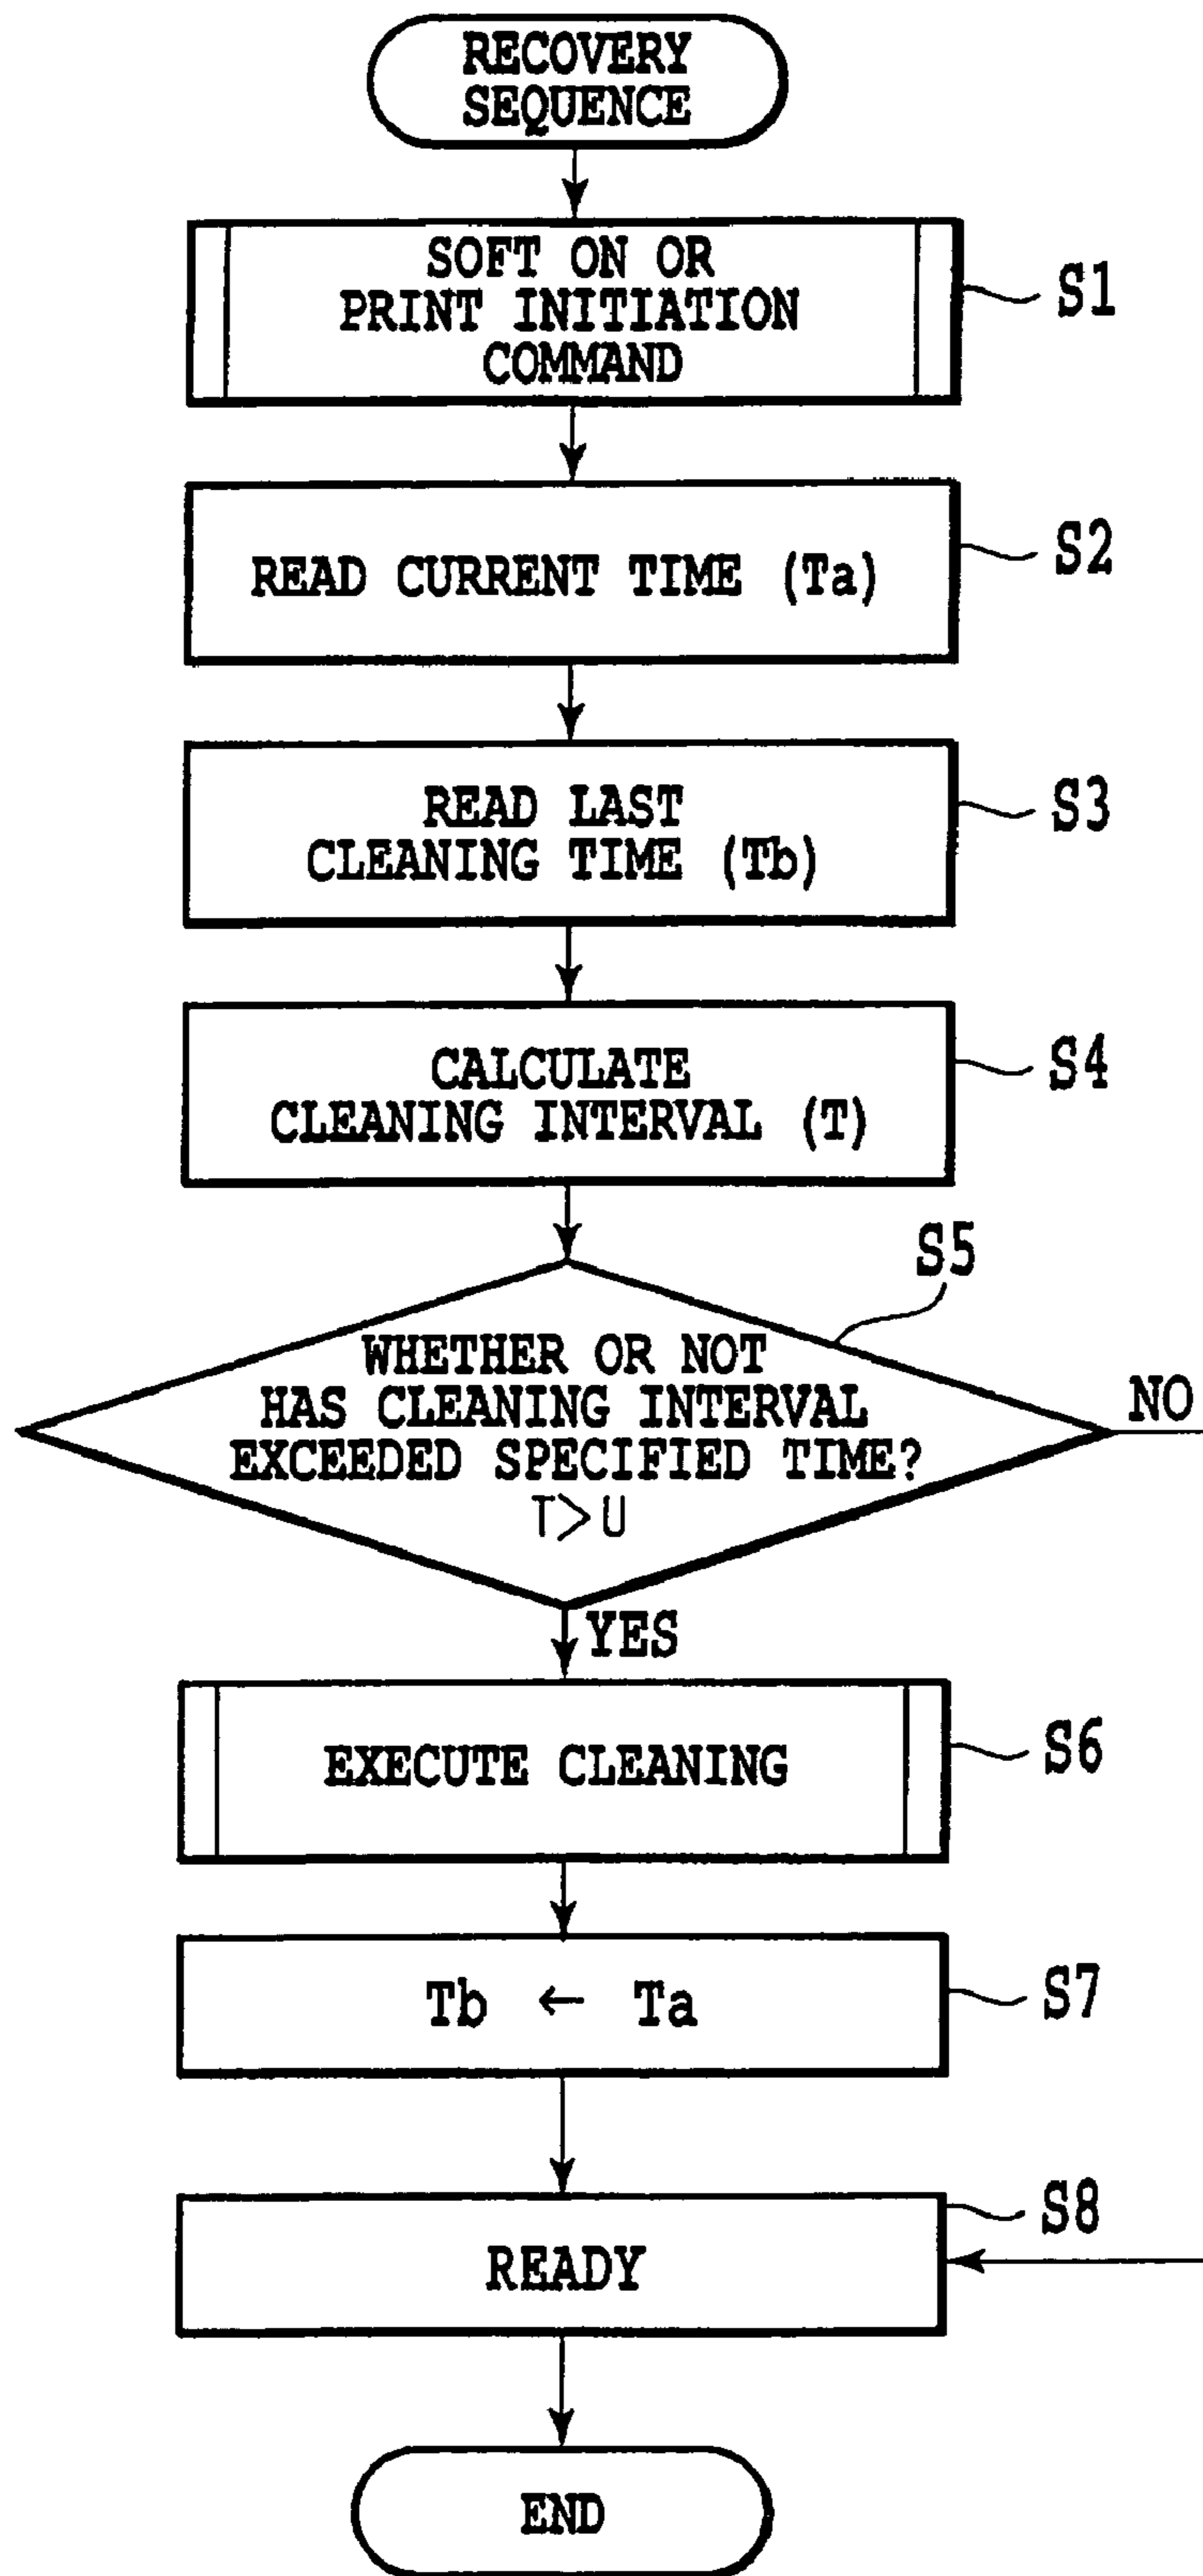 RECOVERY
SEQUENCE
SOFT ON OR
PRINT INITIATION
COMMAND
S1
READ CURRENT TIME (Ta)
S2
READ LAST
CLEANING TIME (Tb)
S3
CALCULATE
CLEANING INTERVAL (T)
S4
S5
WHETHER OR NOT
HAS CLEANING INTERVAL
EXCEEDED SPECIFIED TIME?
T>U
NO
YES
EXECUTE CLEANING
S6
Tb ← Ta
S7
READY
S8
END